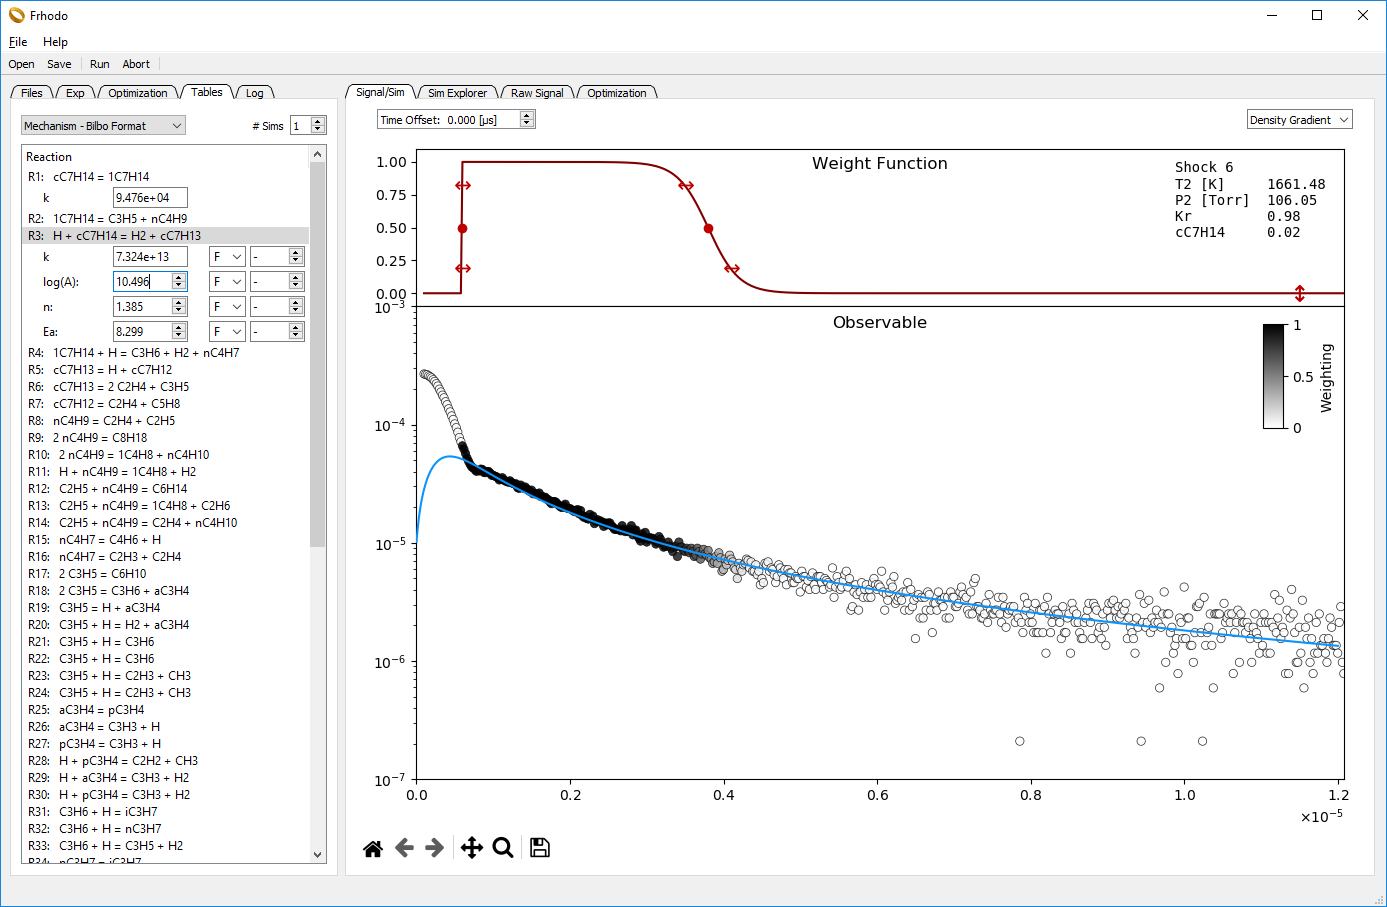 Frhodo
File Help
Open Save Run Abort
Files Exp Optimization Tables Log
Mechanism - Bilbo Format # Sims 1
Reaction
R1: cC7H14 = 1C7H14
k 9.476e+04
R2: 1C7H14 = C3H5 + nC4H9
R3: H + cC7H14 = H2 + cC7H13
k 7.324e+13 F -
log(A): 10.496 F -
n: 1.385 F -
Ea: 8.299 F -
R4: 1C7H14 + H = C3H6 + H2 + nC4H7
R5: cC7H13 = H + cC7H12
R6: cC7H13 = 2 C2H4 + C3H5
R7: cC7H12 = C2H4 + C5H8
R8: nC4H9 = C2H4 + C2H5
R9: 2 nC4H9 = C8H18
R10: 2 nC4H9 = 1C4H8 + nC4H10
R11: H + nC4H9 = 1C4H8 + H2
R12: C2H5 + nC4H9 = C6H14
R13: C2H5 + nC4H9 = 1C4H8 + C2H6
R14: C2H5 + nC4H9 = C2H4 + nC4H10
R15: nC4H7 = C4H6 + H
R16: nC4H7 = C2H3 + C2H4
R17: 2 C3H5 = C6H10
R18: 2 C3H5 = C3H6 + aC3H4
R19: C3H5 = H + aC3H4
R20: C3H5 + H = H2 + aC3H4
R21: C3H5 + H = C3H6
R22: C3H5 + H = C3H6
R23: C3H5 + H = C2H3 + CH3
R24: C3H5 + H = C2H3 + CH3
R25: aC3H4 = pC3H4
R26: aC3H4 = C3H3 + H
R27: pC3H4 = C3H3 + H
R28: H + pC3H4 = C2H2 + CH3
R29: H + aC3H4 = C3H3 + H2
R30: H + pC3H4 = C3H3 + H2
R31: C3H6 + H = iC3H7
R32: C3H6 + H = nC3H7
R33: C3H6 + H = C3H5 + H2
R34: nC3H7 = iC3H7
Signal/Sim Sim Explorer Raw Signal Optimization
Time Offset: 0.000 [µs] Density Gradient
Weight Function
1.00
0.75
0.50
0.25
0.00
Shock 6
T2 [K] 1661.48
P2 [Torr] 106.05
Kr 0.98
cC7H14 0.02
Observable
10⁻³
10⁻⁴
10⁻⁵
10⁻⁶
10⁻⁷
1
0.5
0
Weighting
0.0 0.2 0.4 0.6 0.8 1.0 1.2
×10⁻⁵